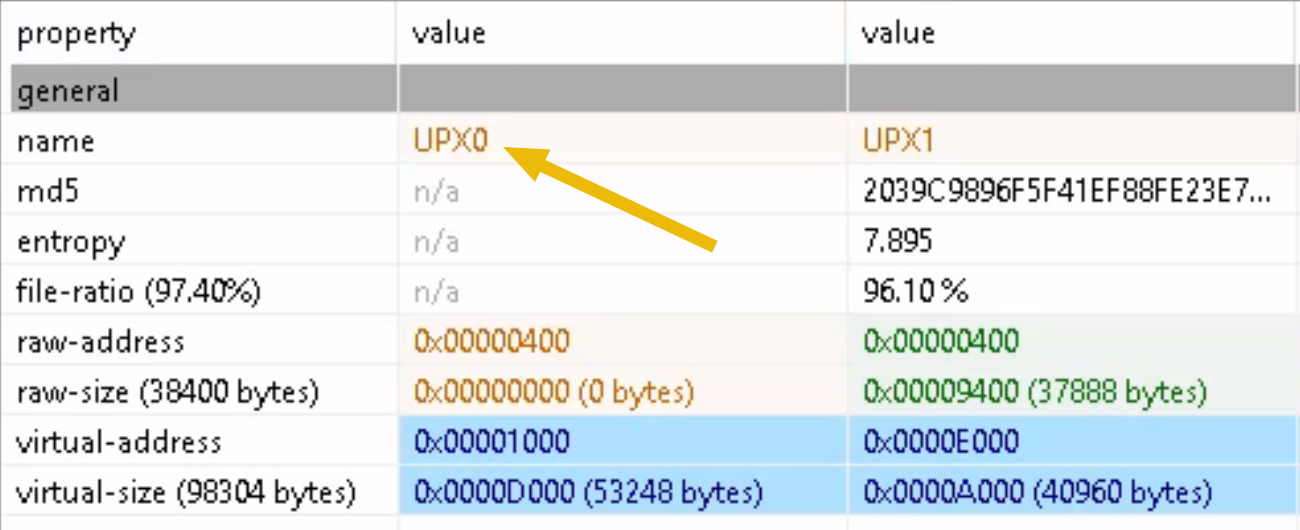 property value value
general
name UPX0 UPX1
md5 n/a 2039C9896F5F41EF88FE23E7...
entropy n/a 7.895
file-ratio (97.40%) n/a 96.10 %
raw-address 0x00000400 0x00000400
raw-size (38400 bytes) 0x00000000 (0 bytes) 0x00009400 (37888 bytes)
virtual-address 0x00001000 0x0000E000
virtual-size (98304 bytes) 0x0000D000 (53248 bytes) 0x0000A000 (40960 bytes)